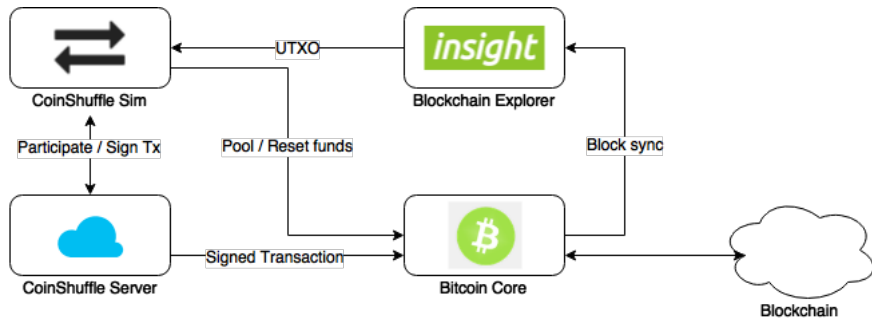 UTXO
insight
CoinShuffle Sim
Blockchain Explorer
Participate / Sign Tx
Pool / Reset funds
Block sync
Signed Transaction
CoinShuffle Server
Bitcoin Core
Blockchain